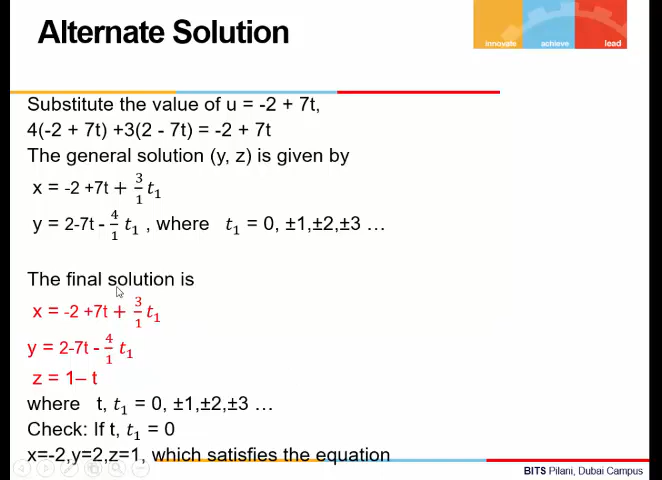 Alternate Solution
innovate achieve lead
Substitute the value of u = -2 + 7t,
4(-2 + 7t) +3(2 - 7t) = -2 + 7t
The general solution (y, z) is given by
x = -2 +7t + 3/1 t₁
y = 2-7t - 4/1 t₁ , where t₁ = 0, ±1,±2,±3 …
The final solution is
x = -2 +7t + 3/1 t₁
y = 2-7t - 4/1 t₁
z = 1– t
where t, t₁ = 0, ±1,±2,±3 …
Check: If t, t₁ = 0
x=-2,y=2,z=1, which satisfies the equation
BITS Pilani, Dubai Campus